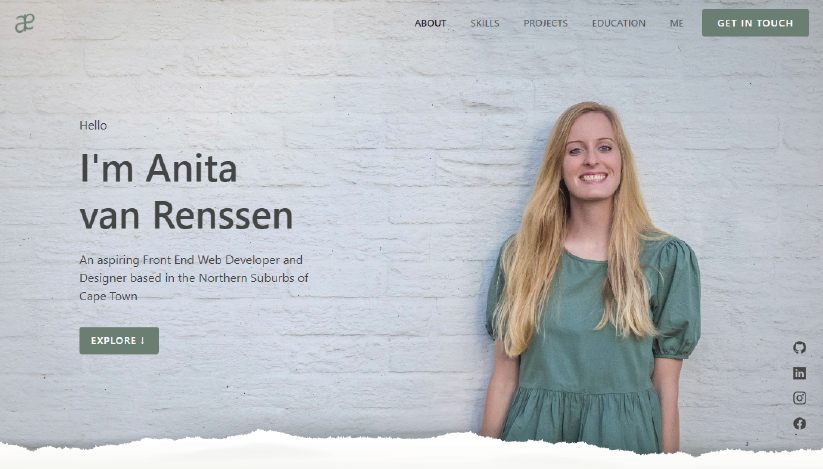 æ
ABOUT SKILLS PROJECTS EDUCATION ME GET IN TOUCH
Hello
I'm Anita
van Renssen
An aspiring Front End Web Developer and
Designer based in the Northern Suburbs of
Cape Town
EXPLORE ↓
in